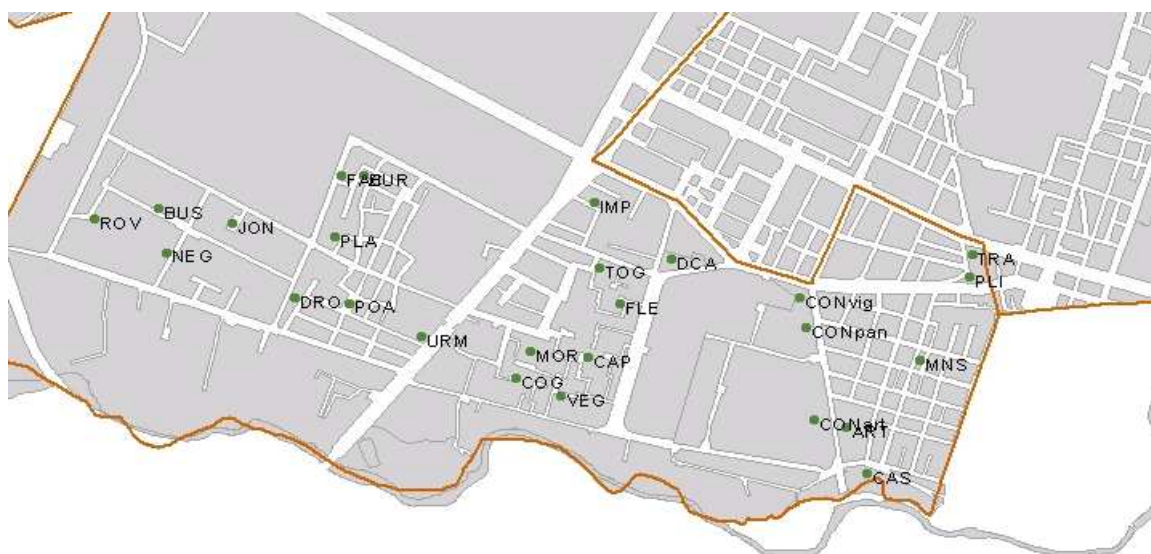 BUR
IMP
BUS
ROV
JON
PLA
NEG
TRA
DCA
TOG
PLI
DRO
POA
FLE
CONvig
CONpan
URM
MOR
CAP
MNS
COG
VEG
CONart
ART
CAS